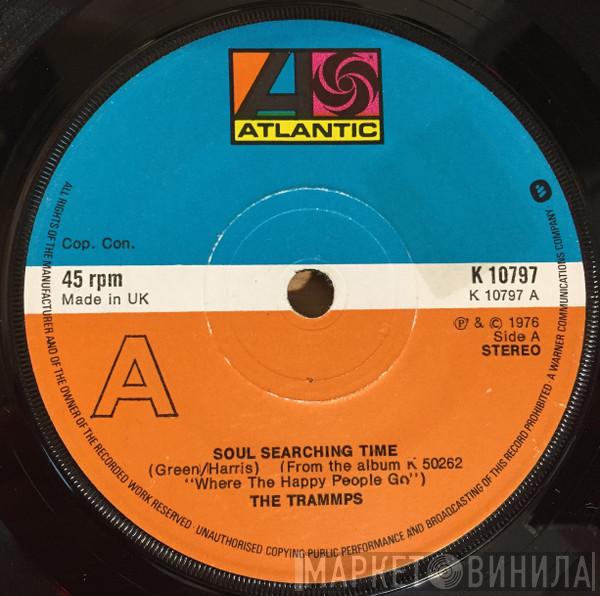 ATLANTIC
Cop. Con.
45 rpm
Made in UK
K 10797
K 10797 A
℗ & © 1976
Side A
STEREO
A
SOUL SEARCHING TIME
(Green/Harris) (From the album K 50262
"Where The Happy People Go")
THE TRAMMPS
ALL RIGHTS OF THE MANUFACTURER AND OF THE OWNER OF THE RECORDED WORK RESERVED · UNAUTHORISED COPYING PUBLIC PERFORMANCE AND BROADCASTING OF THIS RECORD PROHIBITED · A WARNER COMMUNICATIONS COMPANY
МАРКЕТ ВИНИЛА